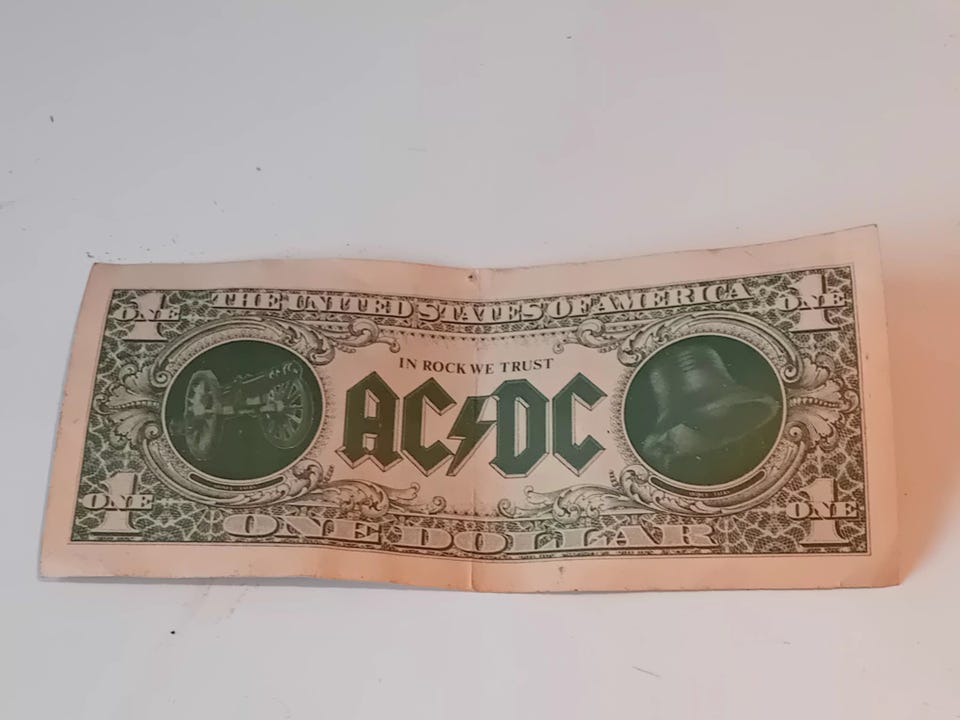 THE UNITED STATES OF AMERICA
1 ONE
1 ONE
IN ROCK WE TRUST
AC DC
1 ONE
1 ONE
ONE DOLLAR